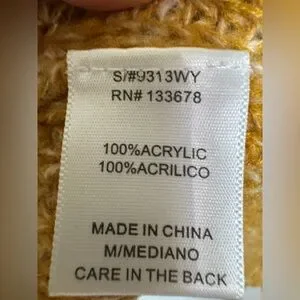 S/#9313WY
RN# 133678
100%ACRYLIC
100%ACRILICO
MADE IN CHINA
M/MEDIANO
CARE IN THE BACK